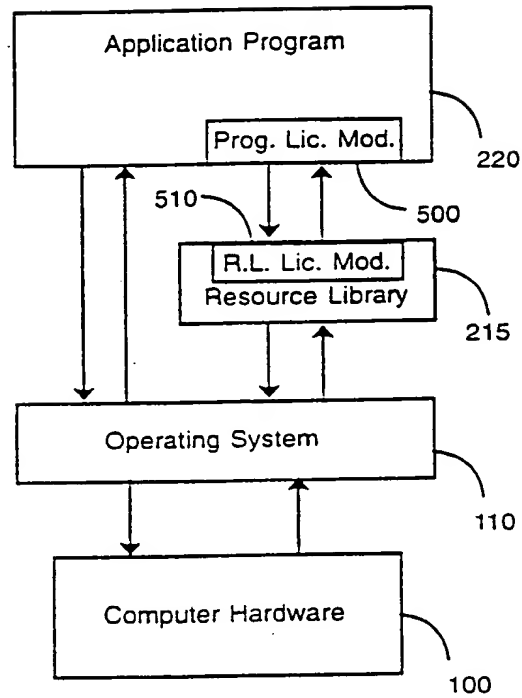 Application Program
Prog. Lic. Mod.
220
500
510
R.L. Lic. Mod.
Resource Library
215
Operating System
110
Computer Hardware
100